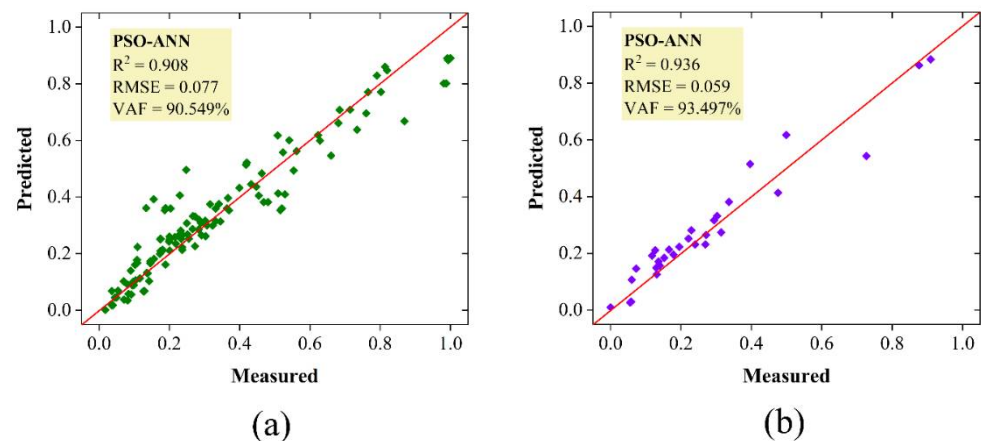 PSO-ANN
R² = 0.908
RMSE = 0.077
VAF = 90.549%
Predicted
1.0
0.8
0.6
0.4
0.2
0.0
0.0 0.2 0.4 0.6 0.8 1.0
Measured
(a)
PSO-ANN
R² = 0.936
RMSE = 0.059
VAF = 93.497%
Predicted
1.0
0.8
0.6
0.4
0.2
0.0
0.0 0.2 0.4 0.6 0.8 1.0
Measured
(b)